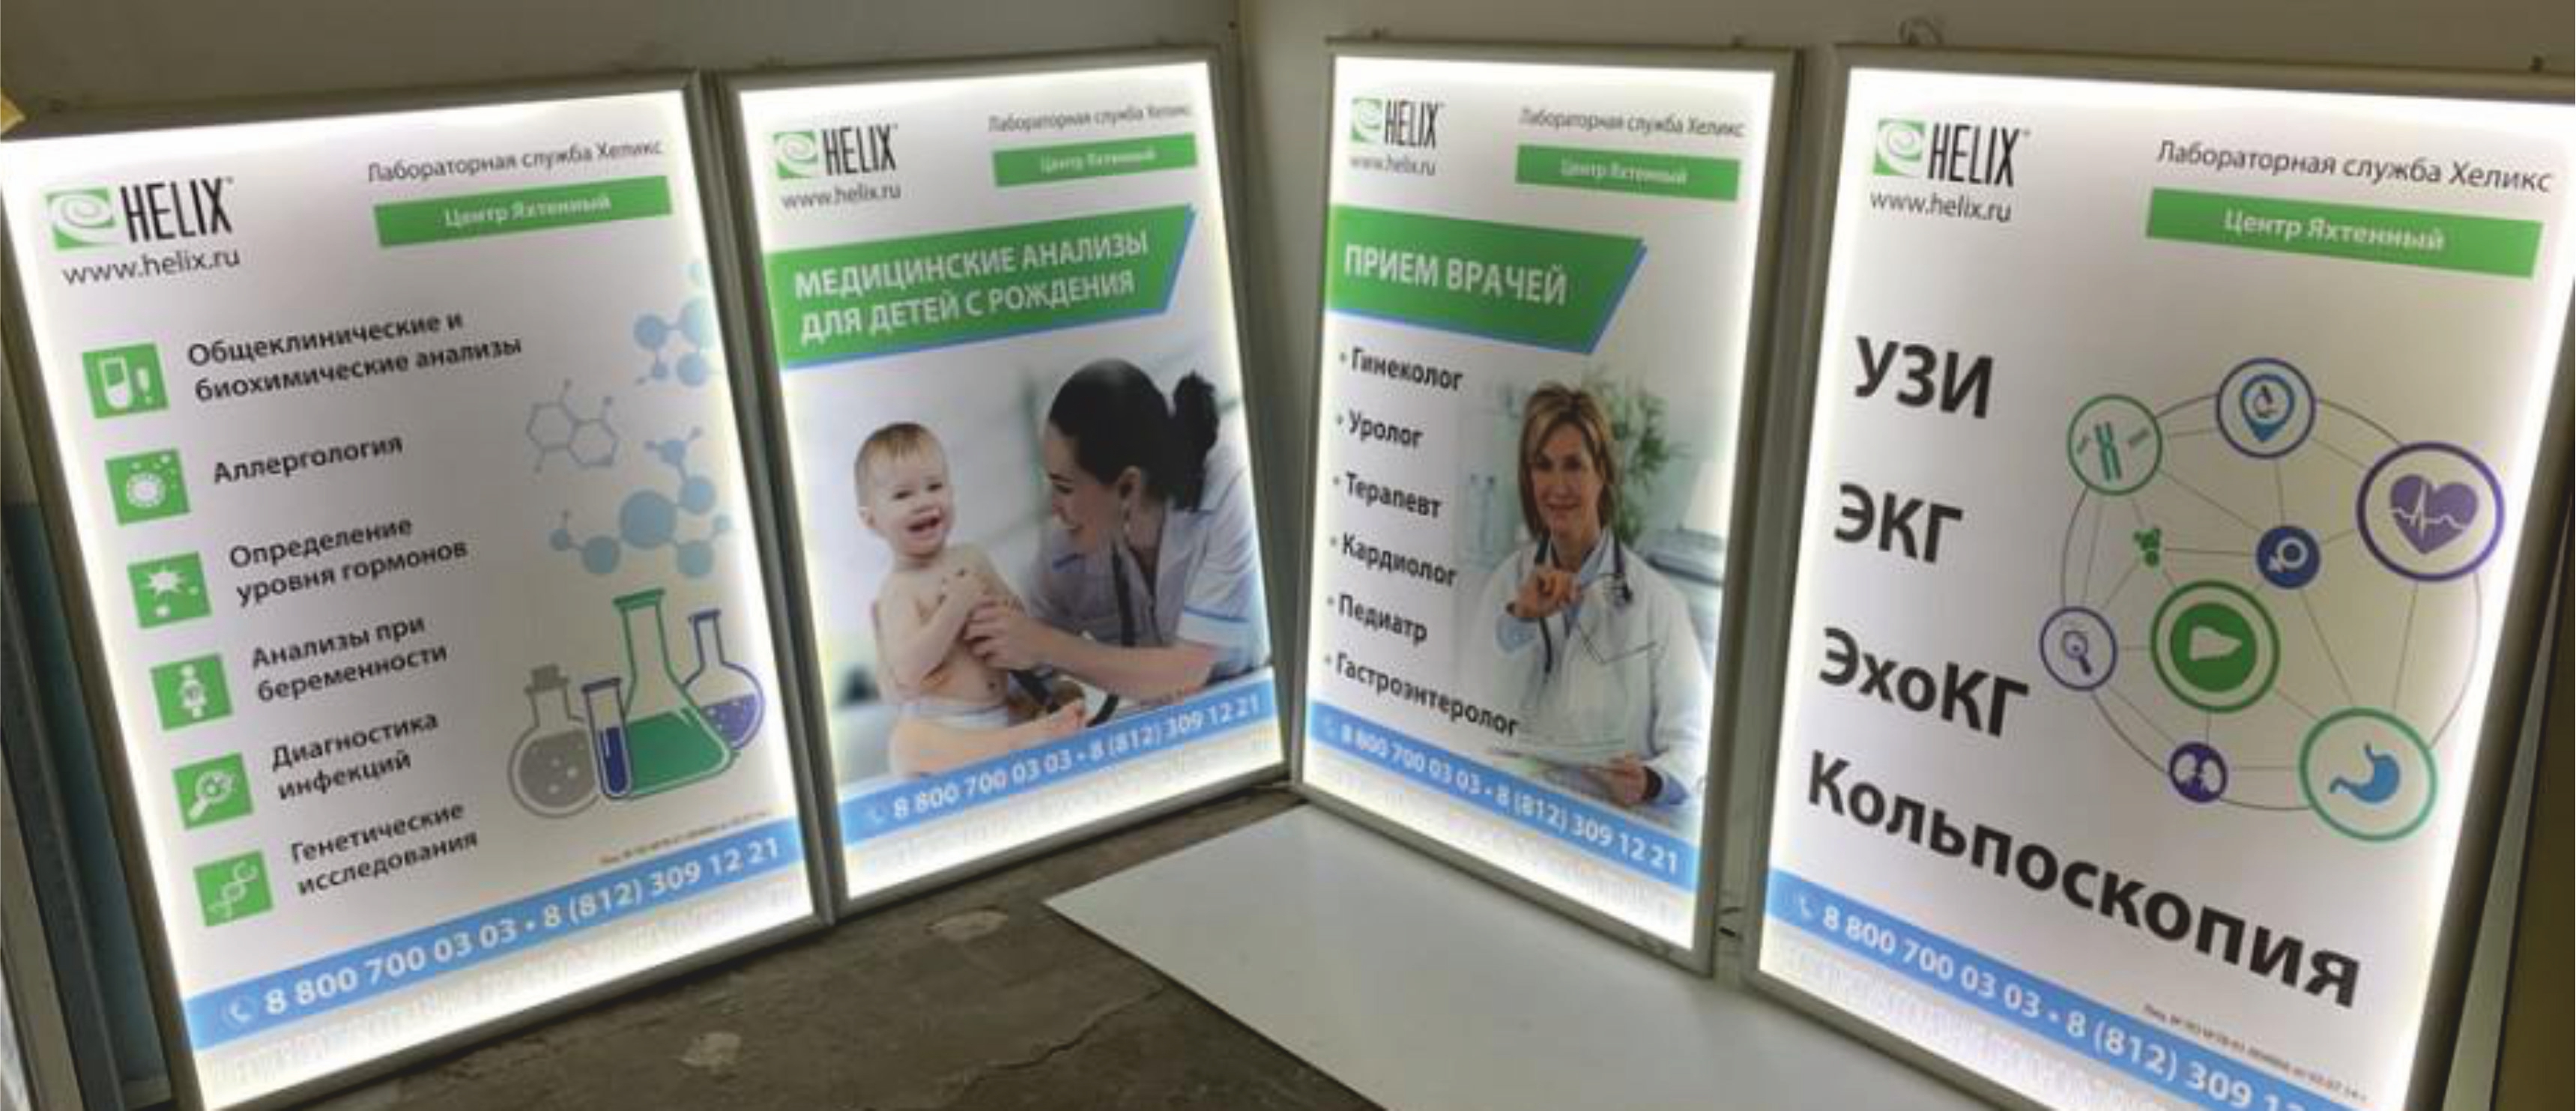 HELIX
www.helix.ru
Лабораторная служба Хеликс
Центр Яхтенный
Общеклинические и
биохимические анализы
Аллергология
Определение
уровня гормонов
Анализы при
беременности
Диагностика
инфекций
Генетические
исследования
8 800 700 03 03 • 8 (812) 309 12 21
HELIX
www.helix.ru
Лабораторная служба Хеликс
Центр Яхтенный
МЕДИЦИНСКИЕ АНАЛИЗЫ
ДЛЯ ДЕТЕЙ С РОЖДЕНИЯ
8 800 700 03 03 • 8 (812) 309 12 21
HELIX
www.helix.ru
Лабораторная служба Хеликс
Центр Яхтенный
ПРИЕМ ВРАЧЕЙ
• Гинеколог
• Уролог
• Терапевт
• Кардиолог
• Педиатр
• Гастроэнтеролог
8 800 700 03 03 • 8 (812) 309 12 21
HELIX
www.helix.ru
Лабораторная служба Хеликс
Центр Яхтенный
УЗИ
ЭКГ
ЭхоКГ
Кольпоскопия
8 800 700 03 03 • 8 (812) 309